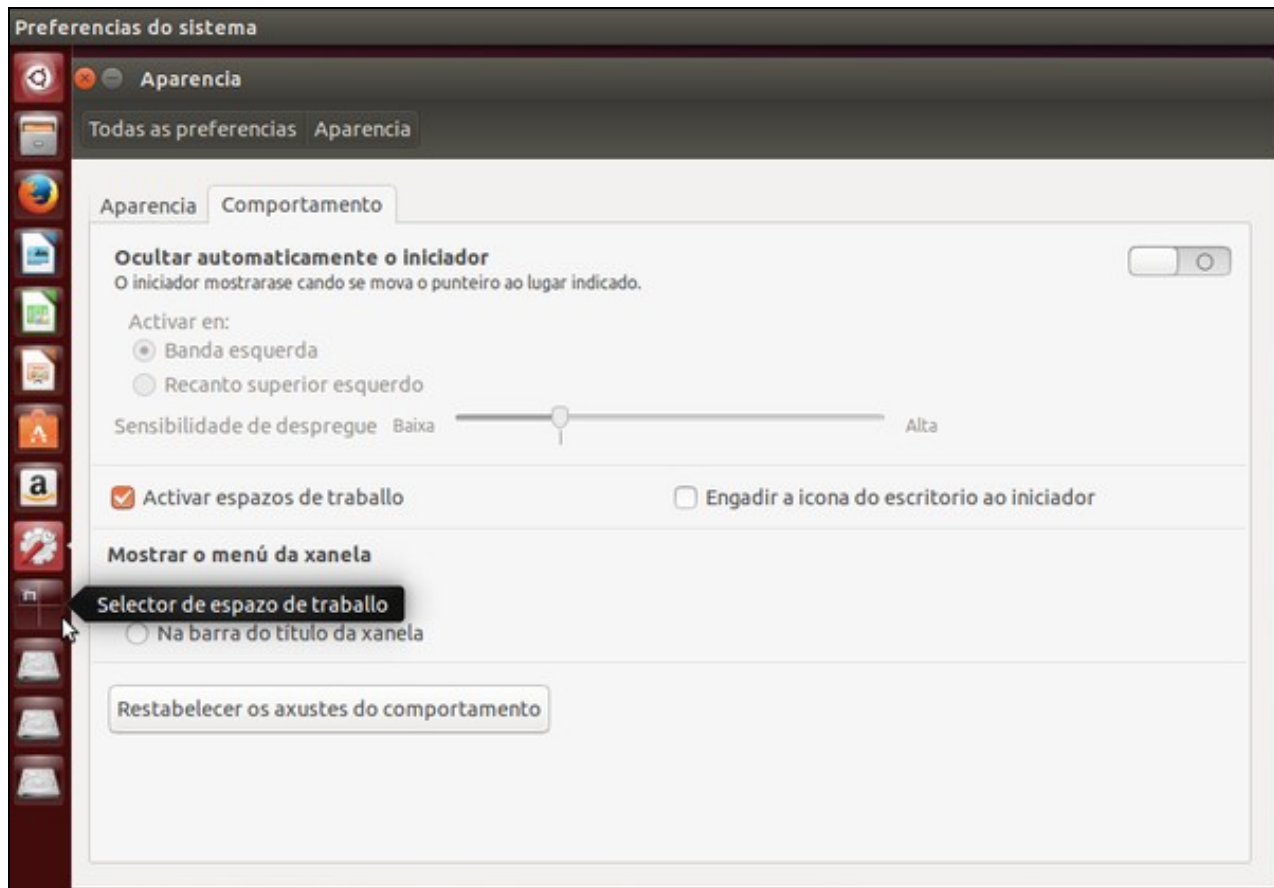 Preferencias do sistema
Aparencia
Todas as preferencias Aparencia
Aparencia Comportamento
Ocultar automaticamente o iniciador
O iniciador mostrarase cando se mova o punteiro ao lugar indicado.
Activar en:
Banda esquerda
Recanto superior esquerdo
Sensibilidade de despregue Baixa Alta
Activar espazos de traballo Engadir a icona do escritorio ao iniciador
Mostrar o menú da xanela
Selector de espazo de traballo
Na barra do título da xanela
Restabelecer os axustes do comportamento